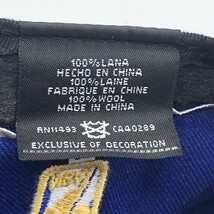 100% LANA
HECHO EN CHINA
100% LAINE
FABRIQUE EN CHINE
100% WOOL
MADE IN CHINA
RN11493 CA40289
EXCLUSIVE OF DECORATION